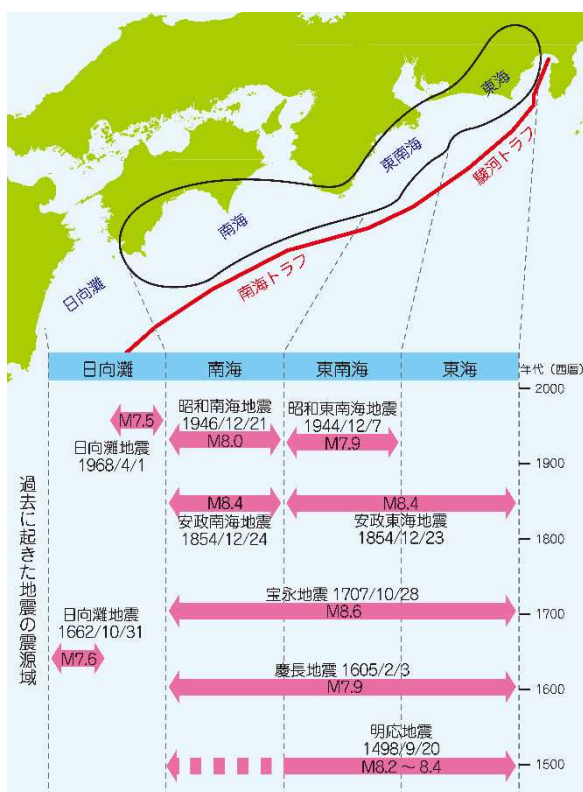 東海
東南海
駿河トラフ
南海
南海トラフ
日向灘
日向灘 南海 東南海 東海 年代（西暦）
2000
昭和南海地震
1946/12/21
M8.0
昭和東南海地震
1944/12/7
M7.9
M7.5
日向灘地震
1968/4/1
1900
M8.4
安政南海地震
1854/12/24
M8.4
安政東海地震
1854/12/23
1800
過去に起きた地震の震源域
宝永地震 1707/10/28
M8.6
1700
日向灘地震
1662/10/31
M7.6
慶長地震 1605/2/3
M7.9
1600
明応地震
1498/9/20
M8.2～8.4
1500